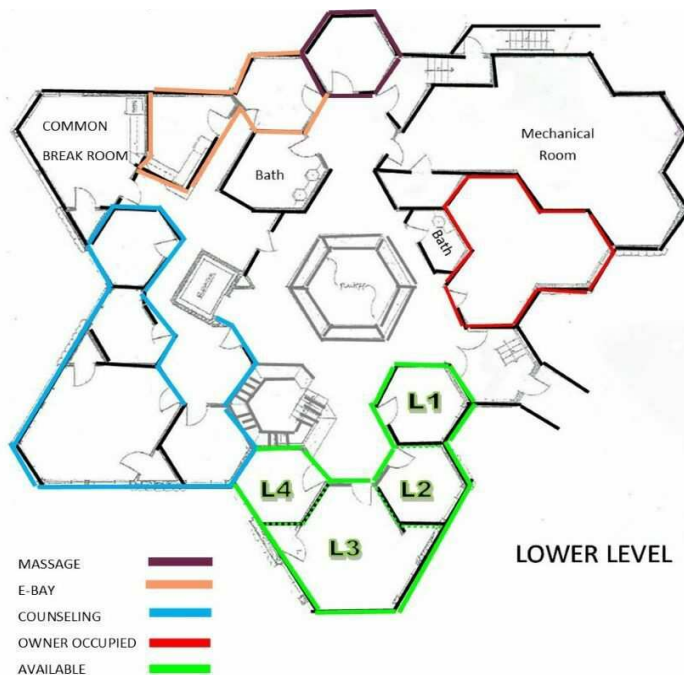 COMMON
BREAK ROOM
Mechanical
Room
Bath
Bath
L1
L4
L2
L3
LOWER LEVEL
MASSAGE
E-BAY
COUNSELING
OWNER OCCUPIED
AVAILABLE